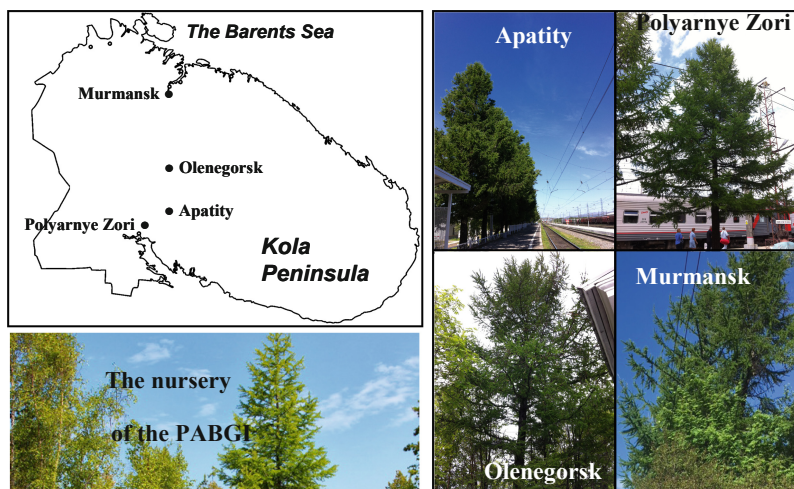 The Barents Sea
Murmansk
Olenegorsk
Apatity
Polyarnye Zori
Kola
Peninsula
The nursery
of the PABGI
Apatity
Polyarnye Zori
Murmansk
Olenegorsk